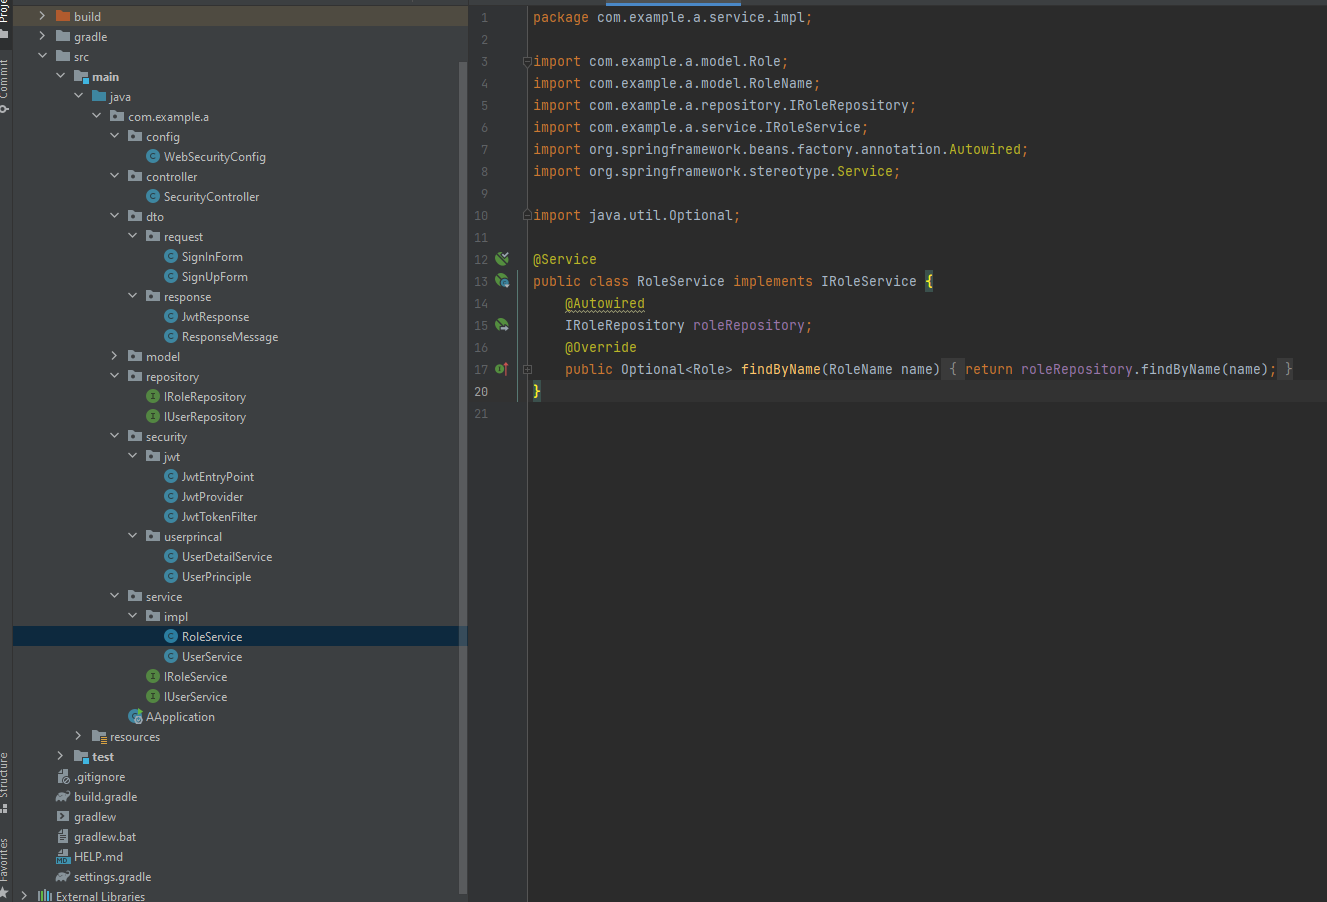 Proje
Commit
Structure
Favorites
build
gradle
src
main
java
com.example.a
config
WebSecurityConfig
controller
SecurityController
dto
request
SignInForm
SignUpForm
response
JwtResponse
ResponseMessage
model
repository
IRoleRepository
IUserRepository
security
jwt
JwtEntryPoint
JwtProvider
JwtTokenFilter
userprincal
UserDetailService
UserPrinciple
service
impl
RoleService
UserService
IRoleService
IUserService
AApplication
resources
test
.gitignore
build.gradle
gradlew
gradlew.bat
HELP.md
settings.gradle
External Libraries
1 package com.example.a.service.impl;
2
3 import com.example.a.model.Role;
4 import com.example.a.model.RoleName;
5 import com.example.a.repository.IRoleRepository;
6 import com.example.a.service.IRoleService;
7 import org.springframework.beans.factory.annotation.Autowired;
8 import org.springframework.stereotype.Service;
9
10 import java.util.Optional;
11
12 @Service
13 public class RoleService implements IRoleService {
14 @Autowired
15 IRoleRepository roleRepository;
16 @Override
17 public Optional<Role> findByName(RoleName name) { return roleRepository.findByName(name); }
20 }
21